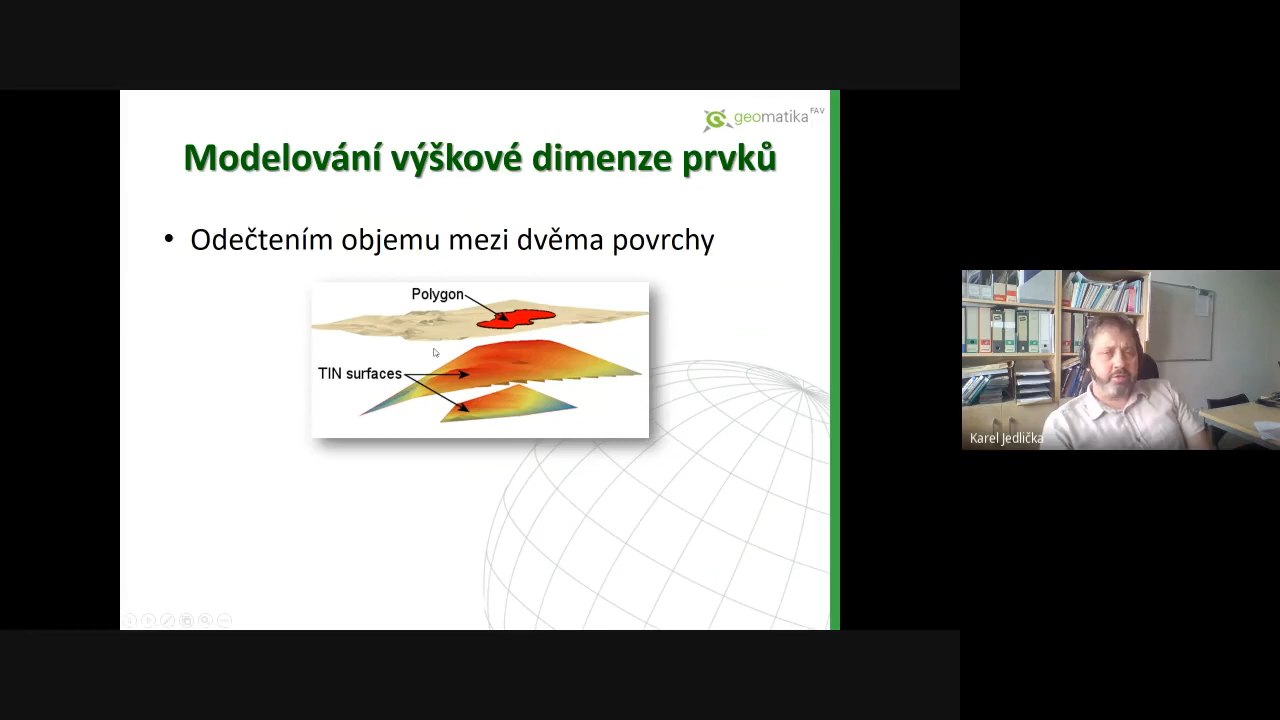 geomatika FAV
Modelování výškové dimenze prvků
• Odečtením objemu mezi dvěma povrchy
Polygon
TIN surfaces
Karel Jedlička